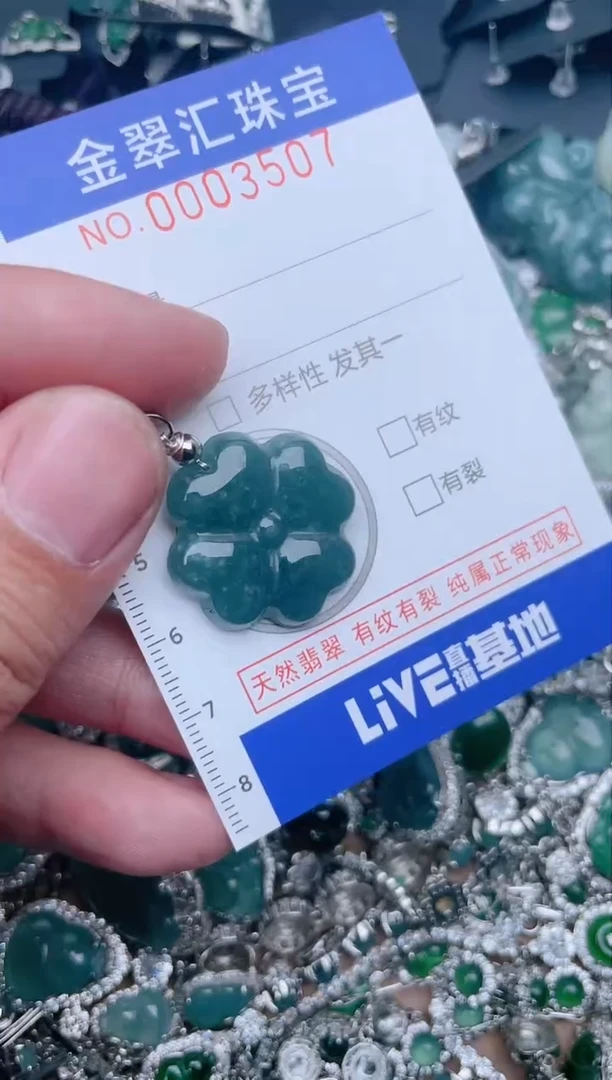 金翠汇珠宝
NO.0003507
多样性 发其一
有纹
有裂
天然翡翠 有纹有裂 纯属正常现象
LiVE直播基地
5
6
7
8